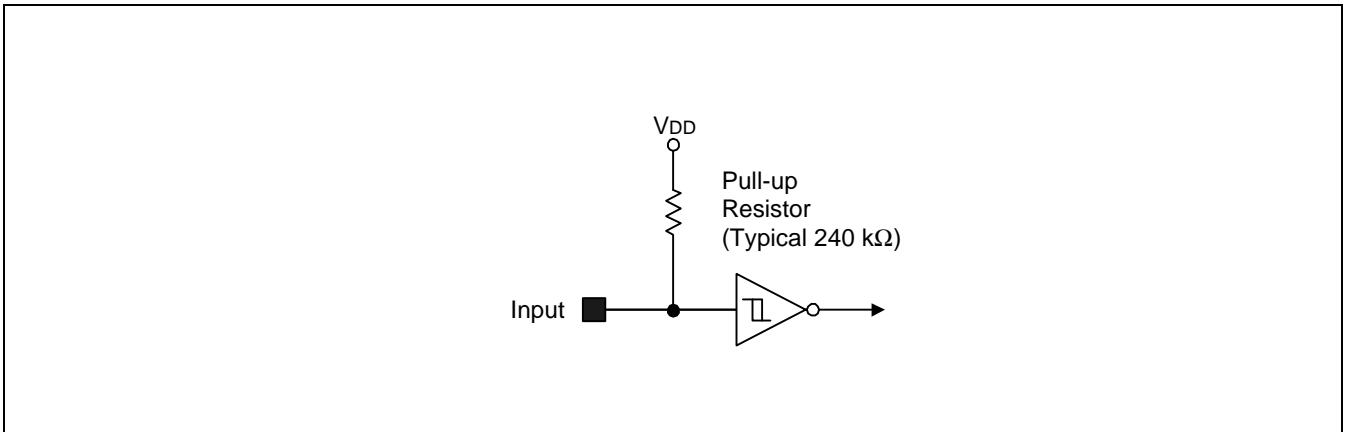 VDD
Pull-up
Resistor
(Typical 240 kΩ)
Input